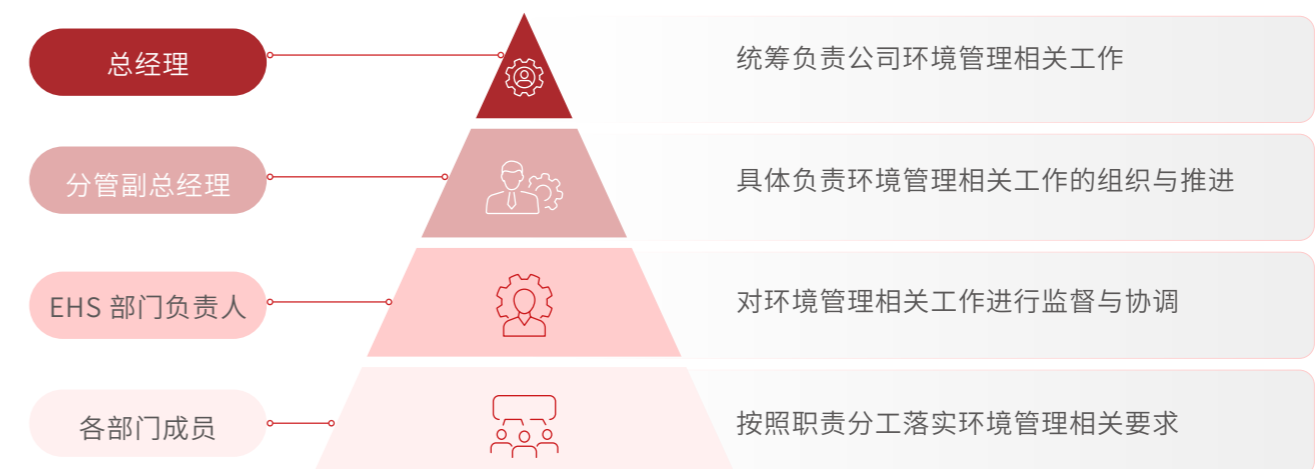 总经理
统筹负责公司环境管理相关工作
分管副总经理
具体负责环境管理相关工作的组织与推进
EHS 部门负责人
对环境管理相关工作进行监督与协调
各部门成员
按照职责分工落实环境管理相关要求